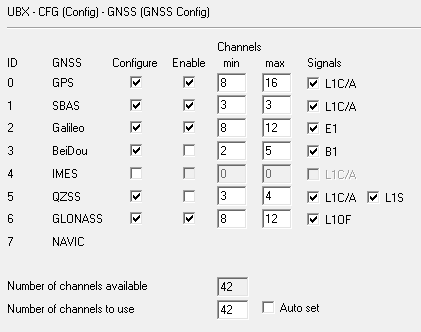 UBX - CFG (Config) - GNSS (GNSS Config)
Channels
ID GNSS Configure Enable min max Signals
0 GPS 8 16 L1C/A
1 SBAS 3 3 L1C/A
2 Galileo 8 12 E1
3 BeiDou 2 5 B1
4 IMES 0 0 L1C/A
5 QZSS 3 4 L1C/A L1S
6 GLONASS 8 12 L1OF
7 NAVIC
Number of channels available 42
Number of channels to use 42 Auto set